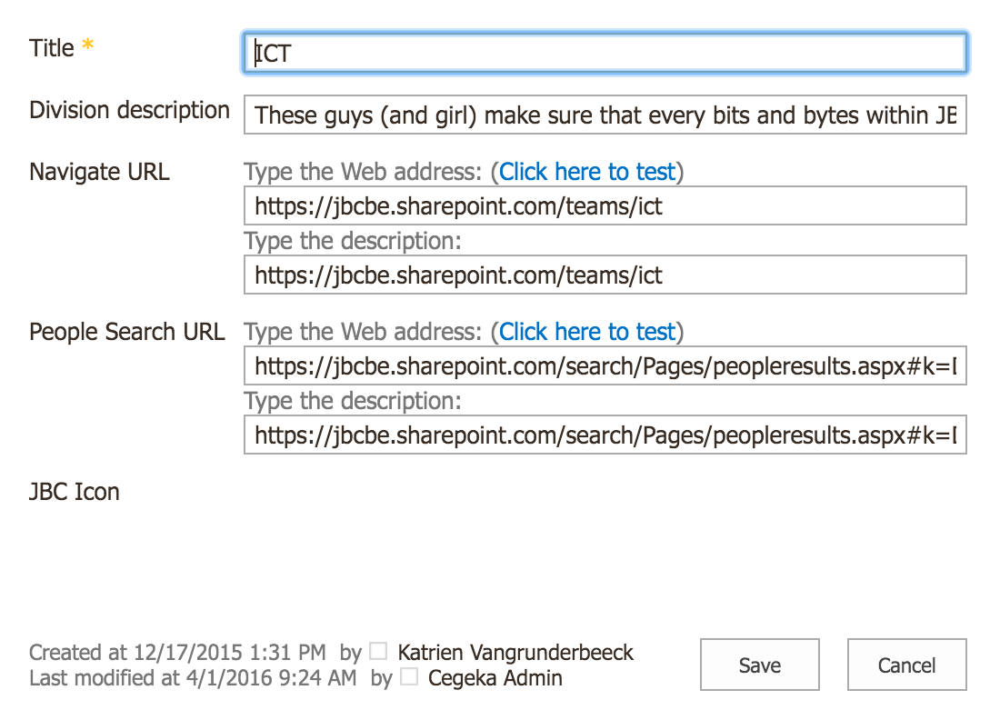 Title *
ICT
Division description
These guys (and girl) make sure that every bits and bytes within JB
Navigate URL
Type the Web address: (Click here to test)
https://jbcbe.sharepoint.com/teams/ict
Type the description:
https://jbcbe.sharepoint.com/teams/ict
People Search URL
Type the Web address: (Click here to test)
https://jbcbe.sharepoint.com/search/Pages/peopleresults.aspx#k=
Type the description:
https://jbcbe.sharepoint.com/search/Pages/peopleresults.aspx#k=
JBC Icon
Created at 12/17/2015 1:31 PM by Katrien Vangrunderbeeck
Last modified at 4/1/2016 9:24 AM by Cegeka Admin
Save
Cancel